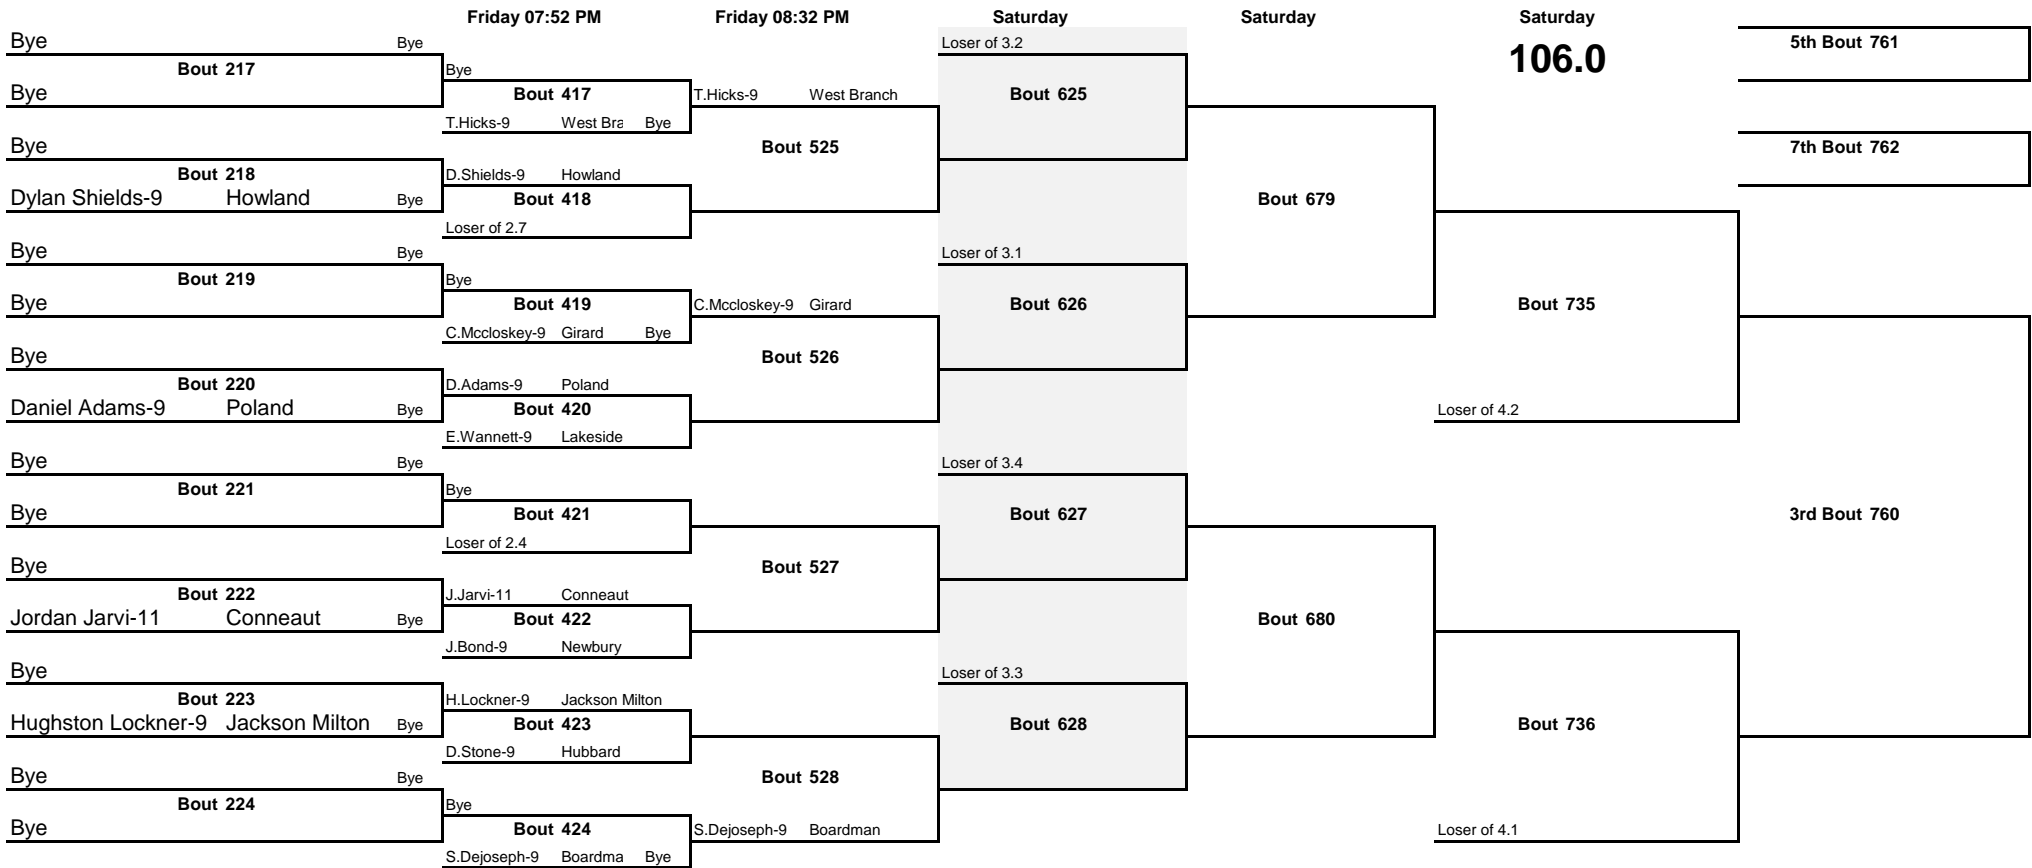 Friday 07:52 PM Friday 08:32 PM Saturday Saturday Saturday
Bye Bye Loser of 3.2 106.0 5th Bout 761
Bout 217 Bye
Bye Bout 417 T.Hicks-9 West Branch Bout 625
T.Hicks-9 West Bra Bye
Bye Bout 525 7th Bout 762
Bout 218 D.Shields-9 Howland
Dylan Shields-9 Howland Bye Bout 418 Bout 679
Loser of 2.7
Bye Bye Loser of 3.1
Bout 219 Bye
Bye Bout 419 C.Mccloskey-9 Girard Bout 626 Bout 735
C.Mccloskey-9 Girard Bye
Bye Bout 526
Bout 220 D.Adams-9 Poland
Daniel Adams-9 Poland Bye Bout 420 Loser of 4.2
E.Wannett-9 Lakeside
Bye Bye Loser of 3.4
Bout 221 Bye
Bye Bout 421 Bout 627 3rd Bout 760
Loser of 2.4
Bye Bout 527
Bout 222 J.Jarvi-11 Conneaut
Jordan Jarvi-11 Conneaut Bye Bout 422 Bout 680
J.Bond-9 Newbury
Bye Loser of 3.3
Bout 223 H.Lockner-9 Jackson Milton
Hughston Lockner-9 Jackson Milton Bye Bout 423 Bout 628 Bout 736
D.Stone-9 Hubbard
Bye Bye Bout 528
Bout 224 Bye
Bye Bout 424 S.Dejoseph-9 Boardman Loser of 4.1
S.Dejoseph-9 Boardma Bye